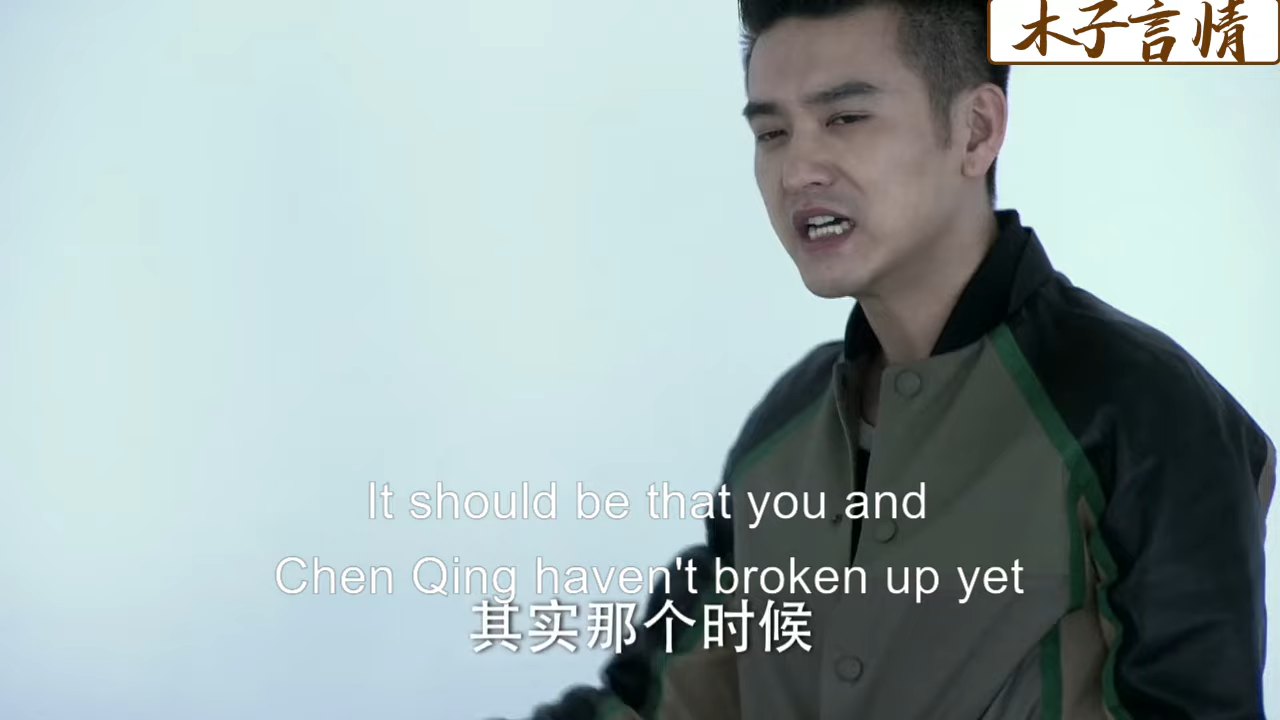 木子言情
It should be that you and
Chen Qing haven't broken up yet
其实那个时候